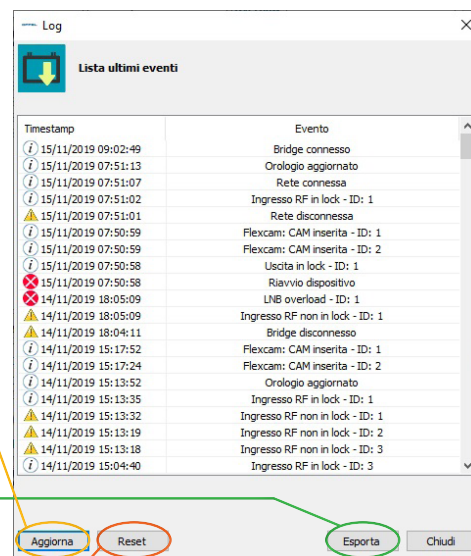 Log
Lista ultimi eventi
Timestamp Evento
15/11/2019 09:02:49 Bridge connesso
15/11/2019 07:51:13 Orologio aggiornato
15/11/2019 07:51:07 Rete connessa
15/11/2019 07:51:02 Ingresso RF in lock - ID: 1
15/11/2019 07:51:01 Rete disconnessa
15/11/2019 07:50:59 Flexcam: CAM inserita - ID: 1
15/11/2019 07:50:59 Flexcam: CAM inserita - ID: 2
15/11/2019 07:50:58 Uscita in lock - ID: 1
15/11/2019 07:50:58 Riavvio dispositivo
14/11/2019 18:05:09 LNB overload - ID: 1
14/11/2019 18:05:09 Ingresso RF non in lock - ID: 1
14/11/2019 18:04:11 Bridge disconnesso
14/11/2019 15:17:52 Flexcam: CAM inserita - ID: 1
14/11/2019 15:17:24 Flexcam: CAM inserita - ID: 2
14/11/2019 15:13:52 Orologio aggiornato
14/11/2019 15:13:35 Ingresso RF in lock - ID: 1
14/11/2019 15:13:32 Ingresso RF non in lock - ID: 1
14/11/2019 15:13:19 Ingresso RF non in lock - ID: 2
14/11/2019 15:13:18 Ingresso RF non in lock - ID: 3
14/11/2019 15:04:40 Ingresso RF in lock - ID: 3
Aggiorna Reset Esporta Chiudi